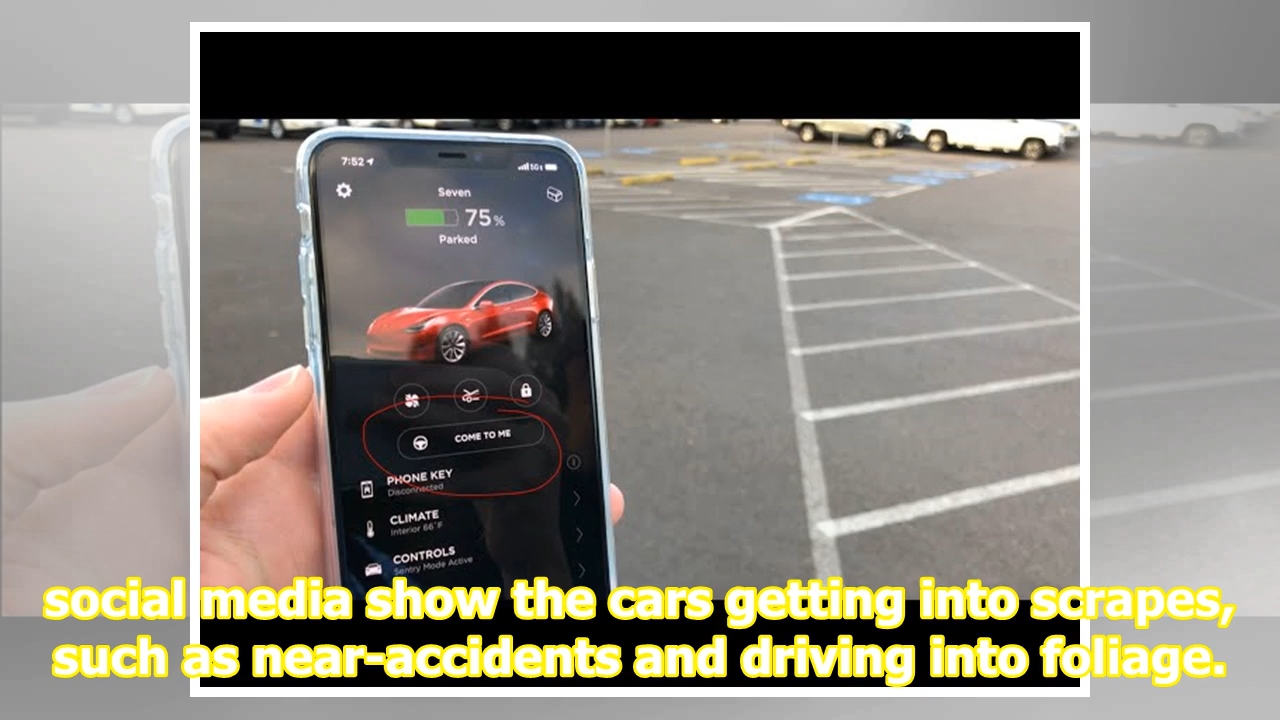 7:52
5GE
Seven
75%
Parked
COME TO ME
PHONE KEY
Disconnected
CLIMATE
Interior 66°F
CONTROLS
Sentry Mode Active
social media show the cars getting into scrapes,
such as near-accidents and driving into foliage.